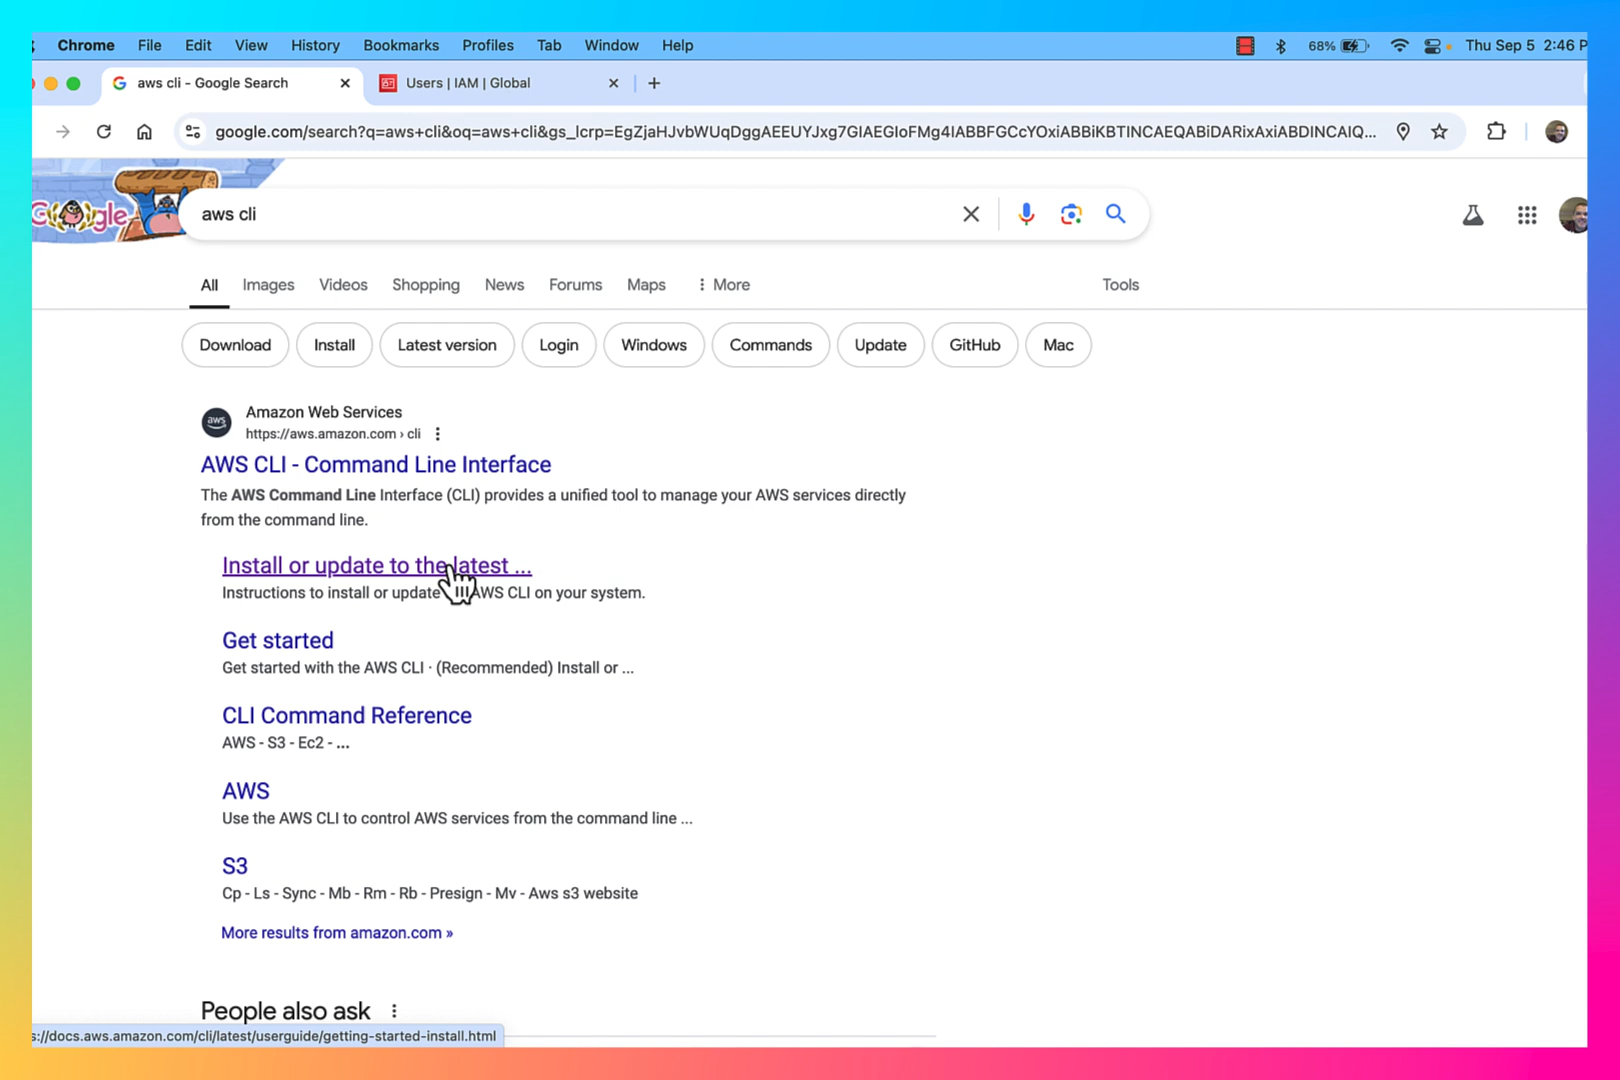 Chrome File Edit View History Bookmarks Profiles Tab Window Help 68% Thu Sep 5 2:46 P
aws cli - Google Search Users | IAM | Global
google.com/search?q=aws+cli&oq=aws+cli&gs_lcrp=EgZjaHJvbWUqDggAEEUYJxg7GIAEGIoFMg4IABBFGCcYOxiABBiKBTINCAEQABiDARixAxiABDINCAIQ...
Google
aws cli
All Images Videos Shopping News Forums Maps More Tools
Download Install Latest version Login Windows Commands Update GitHub Mac
aws
Amazon Web Services
https://aws.amazon.com › cli
AWS CLI - Command Line Interface
The AWS Command Line Interface (CLI) provides a unified tool to manage your AWS services directly
from the command line.
Install or update to the latest ...
Instructions to install or update AWS CLI on your system.
Get started
Get started with the AWS CLI · (Recommended) Install or ...
CLI Command Reference
AWS - S3 - Ec2 - ...
AWS
Use the AWS CLI to control AWS services from the command line ...
S3
Cp - Ls - Sync - Mb - Rm - Rb - Presign - Mv - Aws s3 website
More results from amazon.com »
People also ask
s://docs.aws.amazon.com/cli/latest/userguide/getting-started-install.html